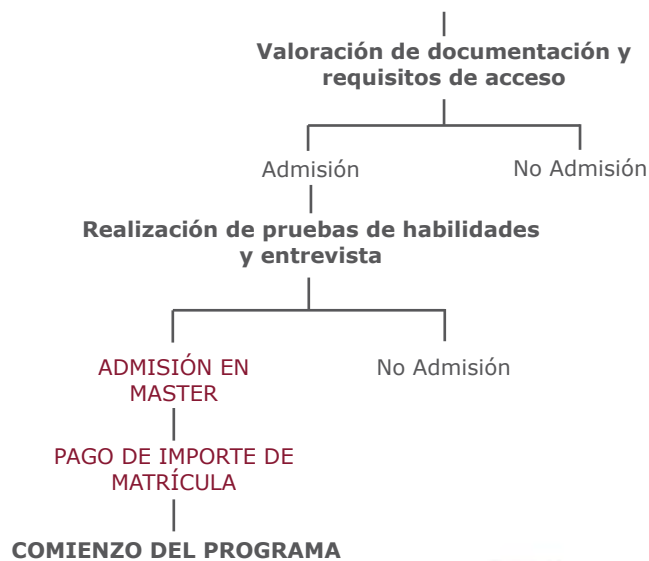 Valoración de documentación y
requisitos de acceso
Admisión
No Admisión
Realización de pruebas de habilidades
y entrevista
ADMISIÓN EN
MASTER
No Admisión
PAGO DE IMPORTE DE
MATRÍCULA
COMIENZO DEL PROGRAMA